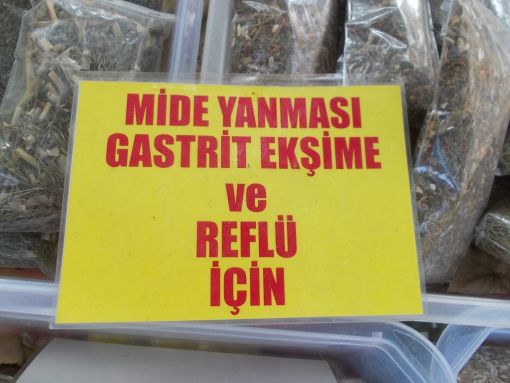 MİDE YANMASI
GASTRİT EKŞİME
ve
REFLÜ
İÇİN